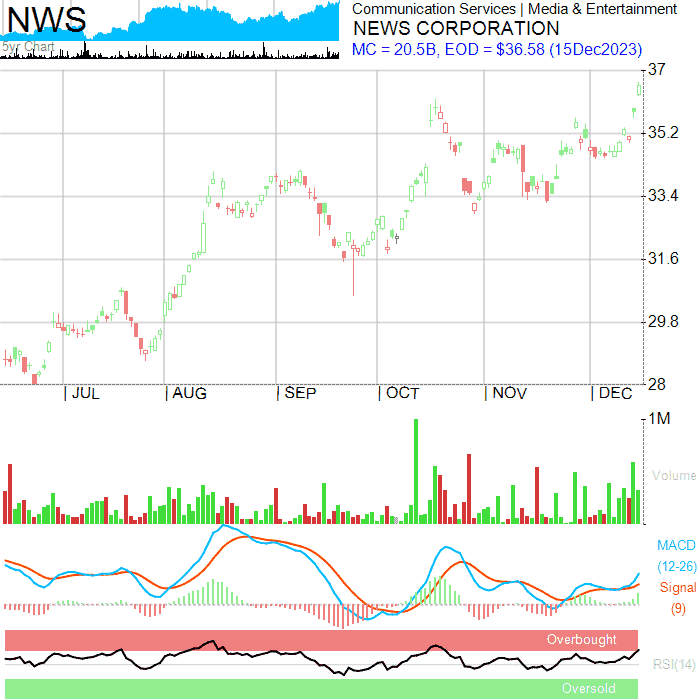 NWS
5yr Chart
Communication Services | Media & Entertainment
NEWS CORPORATION
MC = 20.5B, EOD = $36.58 (15Dec2023)
37
35.2
33.4
31.6
29.8
28
| JUL | AUG | SEP | OCT | NOV | DEC
1M
Volume
MACD
(12-26)
Signal
(9)
Overbought
RSI(14)
Oversold